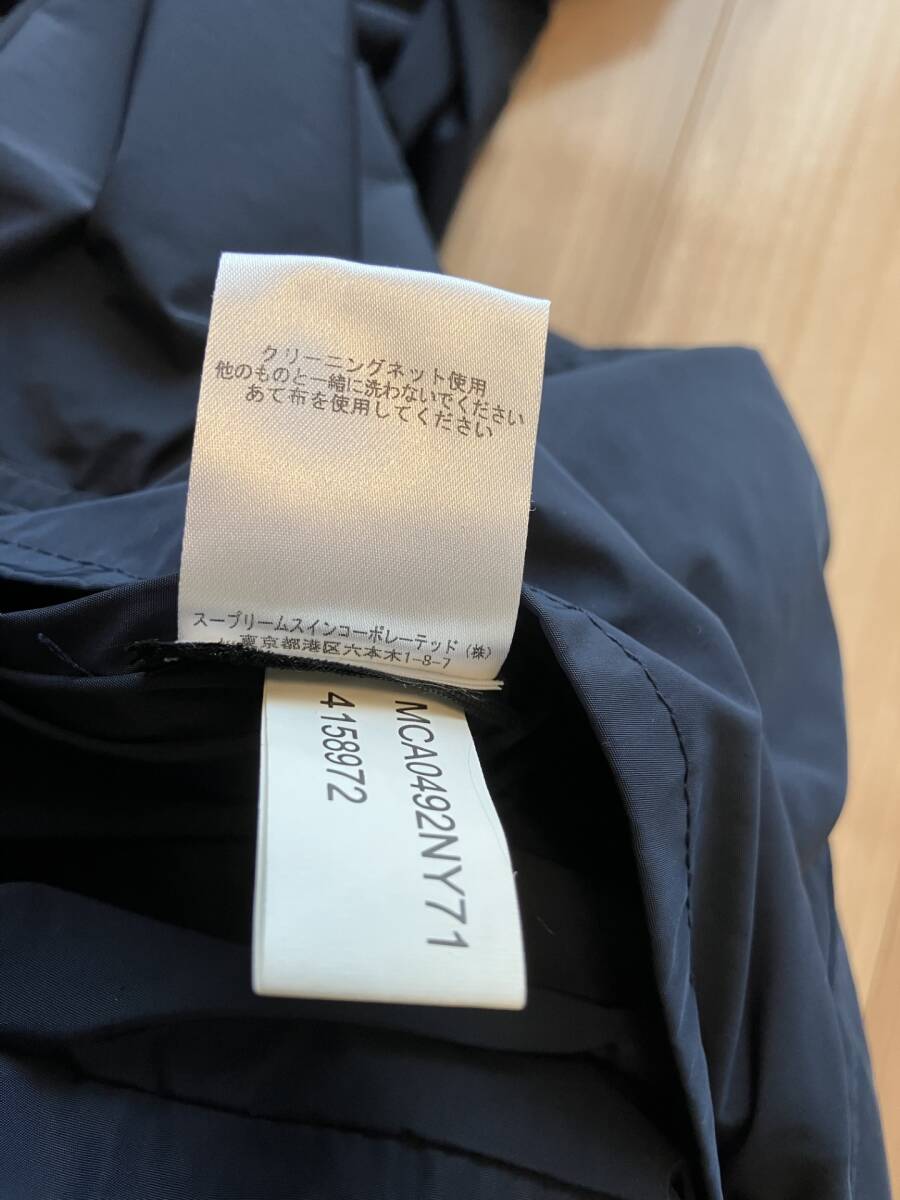 クリーニングネット使用
他のものと一緒に洗わないでください
あて布を使用してください
スープリームスインコーポレーテッド(株)
東京都港区六本木1-8-7
MCA0492NY71
4158972